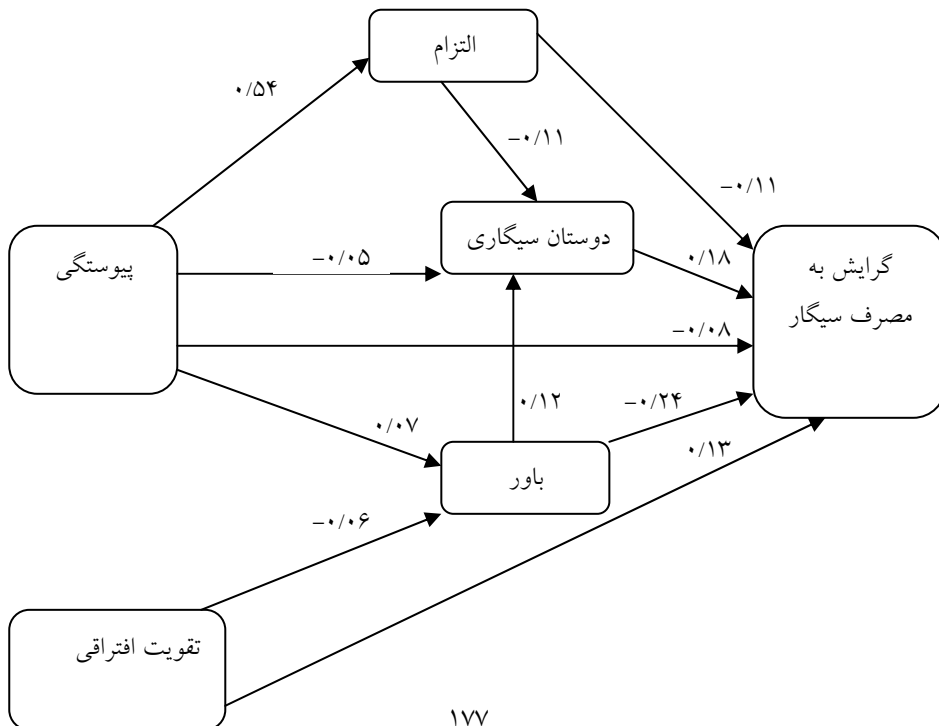 التزام
۰/۵۴
-۰/۱۱
-۰/۱۱
دوستان سیگاری
پیوستگی
-۰/۰۵
۰/۱۸
گرایش به
مصرف سیگار
-۰/۰۸
۰/۱۲
-۰/۲۴
۰/۰۷
۰/۱۳
باور
-۰/۰۶
تقویت افتراقی
۱۷۷